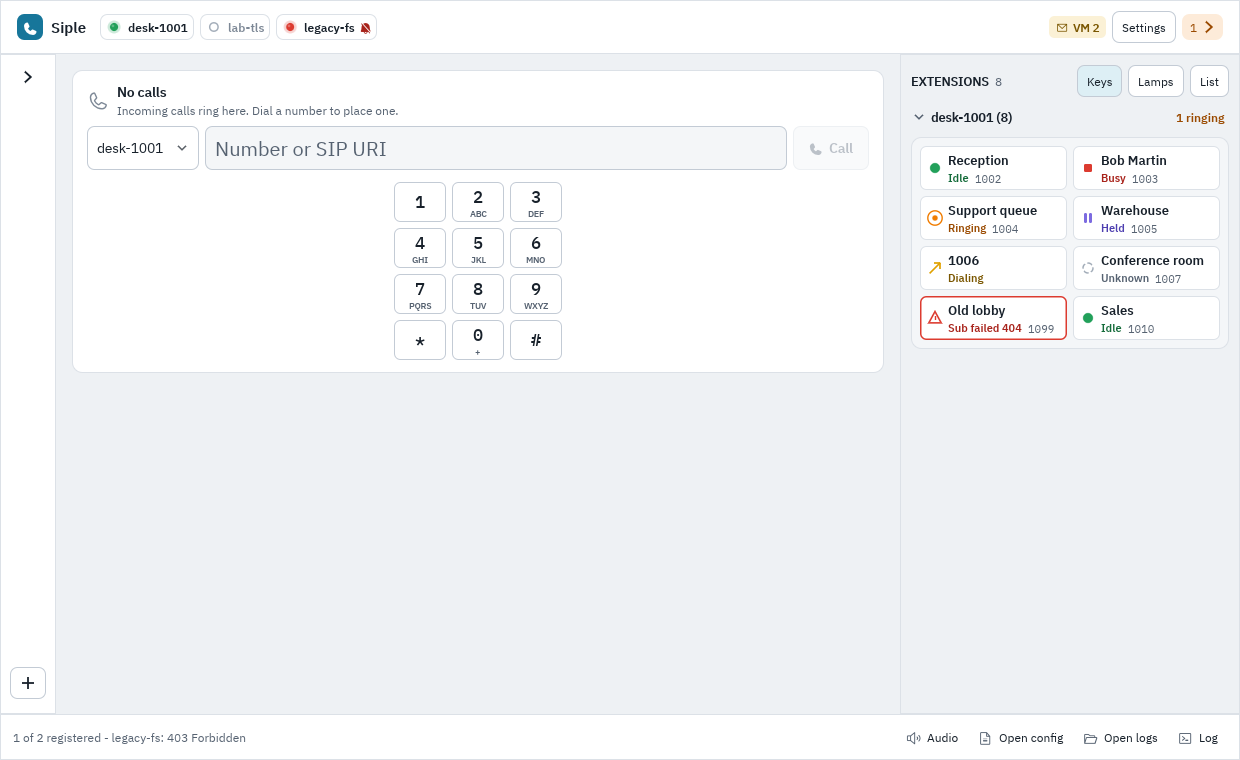 Siple
desk-1001
lab-tls
legacy-fs
VM 2
Settings
1
No calls
Incoming calls ring here. Dial a number to place one.
desk-1001
Number or SIP URI
Call
1
2
ABC
3
DEF
4
GHI
5
JKL
6
MNO
7
PQRS
8
TUV
9
WXYZ
*
0
+
#
EXTENSIONS 8
Keys
Lamps
List
desk-1001 (8)
1 ringing
Reception
Idle 1002
Bob Martin
Busy 1003
Support queue
Ringing 1004
Warehouse
Held 1005
1006
Dialing
Conference room
Unknown 1007
Old lobby
Sub failed 404 1099
Sales
Idle 1010
1 of 2 registered - legacy-fs: 403 Forbidden
Audio
Open config
Open logs
Log